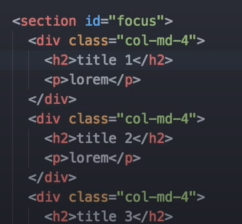 <section id="focus">
<div class="col-md-4">
<h2>title 1</h2>
<p>lorem</p>
</div>
<div class="col-md-4">
<h2>title 2</h2>
<p>lorem</p>
</div>
<div class="col-md-4">
<h2>title 3</h2>